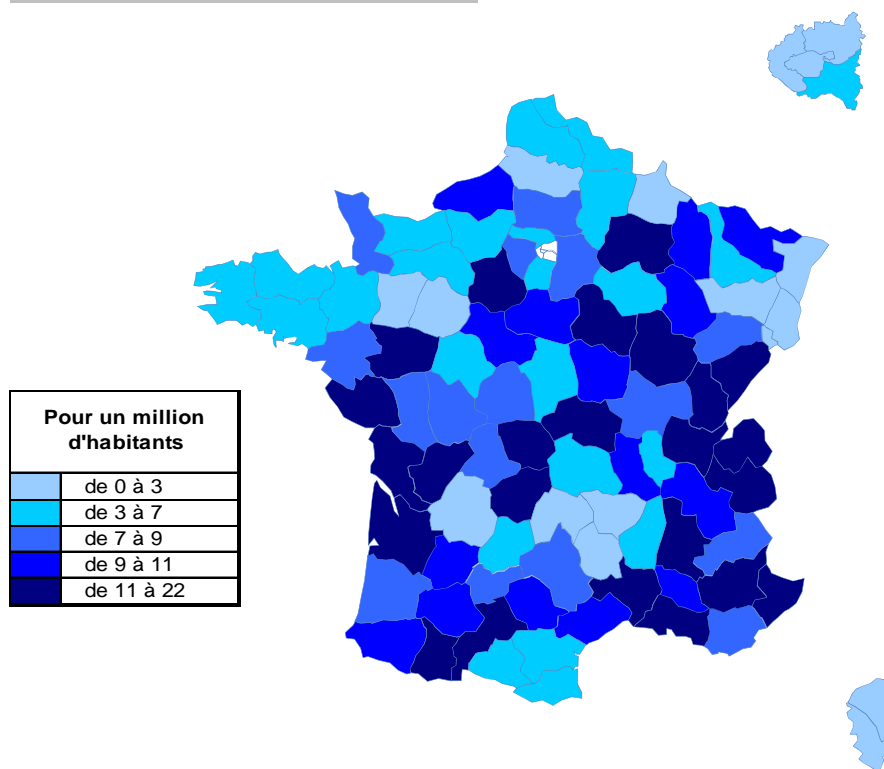 Pour un million
d'habitants
de 0 à 3
de 3 à 7
de 7 à 9
de 9 à 11
de 11 à 22